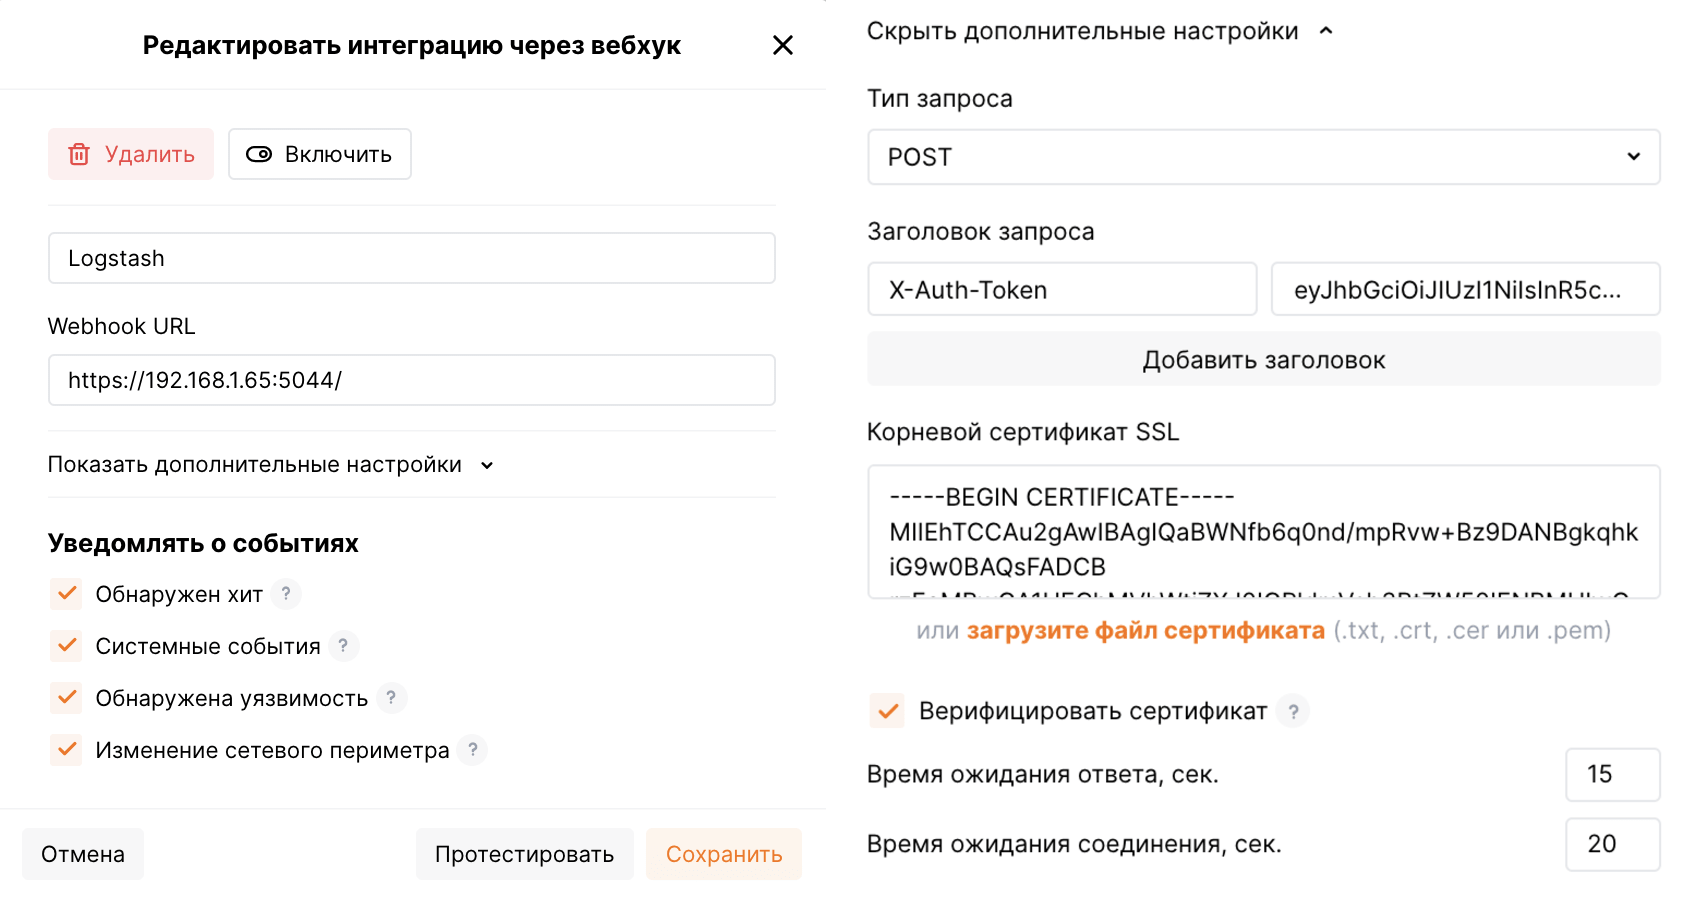 Редактировать интеграцию через вебхук
Удалить
Включить
Logstash
Webhook URL
https://192.168.1.65:5044/
Показать дополнительные настройки
Уведомлять о событиях
Обнаружен хит ?
Системные события ?
Обнаружена уязвимость ?
Изменение сетевого периметра ?
Отмена
Протестировать
Сохранить
Скрыть дополнительные настройки
Тип запроса
POST
Заголовок запроса
X-Auth-Token
eyJhbGciOiJIUzI1NiIsInR5c...
Добавить заголовок
Корневой сертификат SSL
-----BEGIN CERTIFICATE-----
MIIEhTCCAu2gAwIBAgIQaBWNfb6q0nd/mpRvw+Bz9DANBgkqhk
iG9w0BAQsFADCB
или загрузите файл сертификата (.txt, .crt, .cer или .pem)
Верифицировать сертификат ?
Время ожидания ответа, сек.
15
Время ожидания соединения, сек.
20